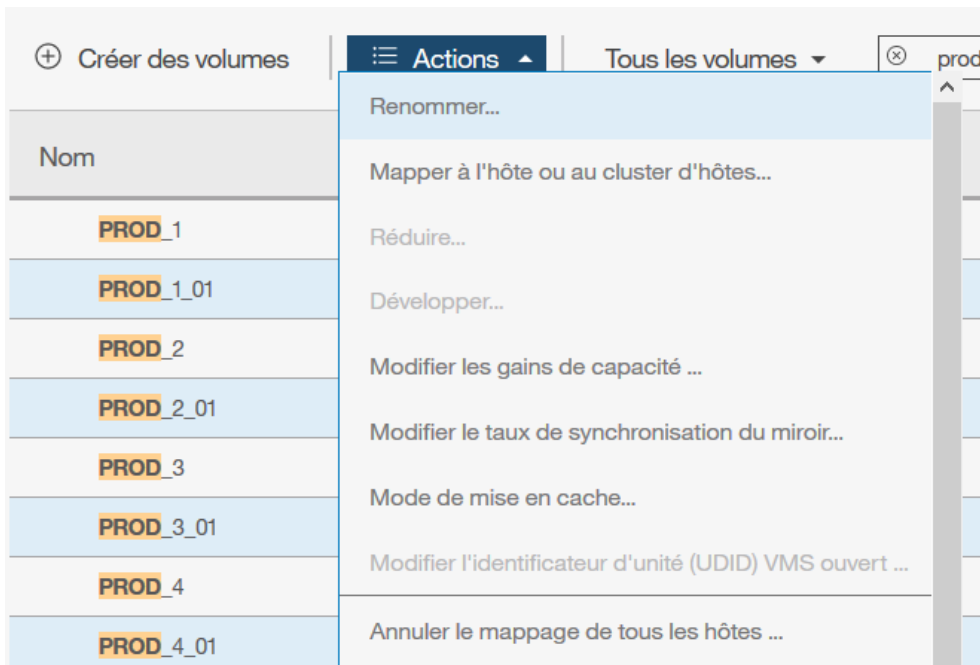 Créer des volumes
Actions
Tous les volumes
prod
Nom
PROD_1
PROD_1_01
PROD_2
PROD_2_01
PROD_3
PROD_3_01
PROD_4
PROD_4_01
Renommer...
Mapper à l'hôte ou au cluster d'hôtes...
Réduire...
Développer...
Modifier les gains de capacité ...
Modifier le taux de synchronisation du miroir...
Mode de mise en cache...
Modifier l'identificateur d'unité (UDID) VMS ouvert ...
Annuler le mappage de tous les hôtes ...